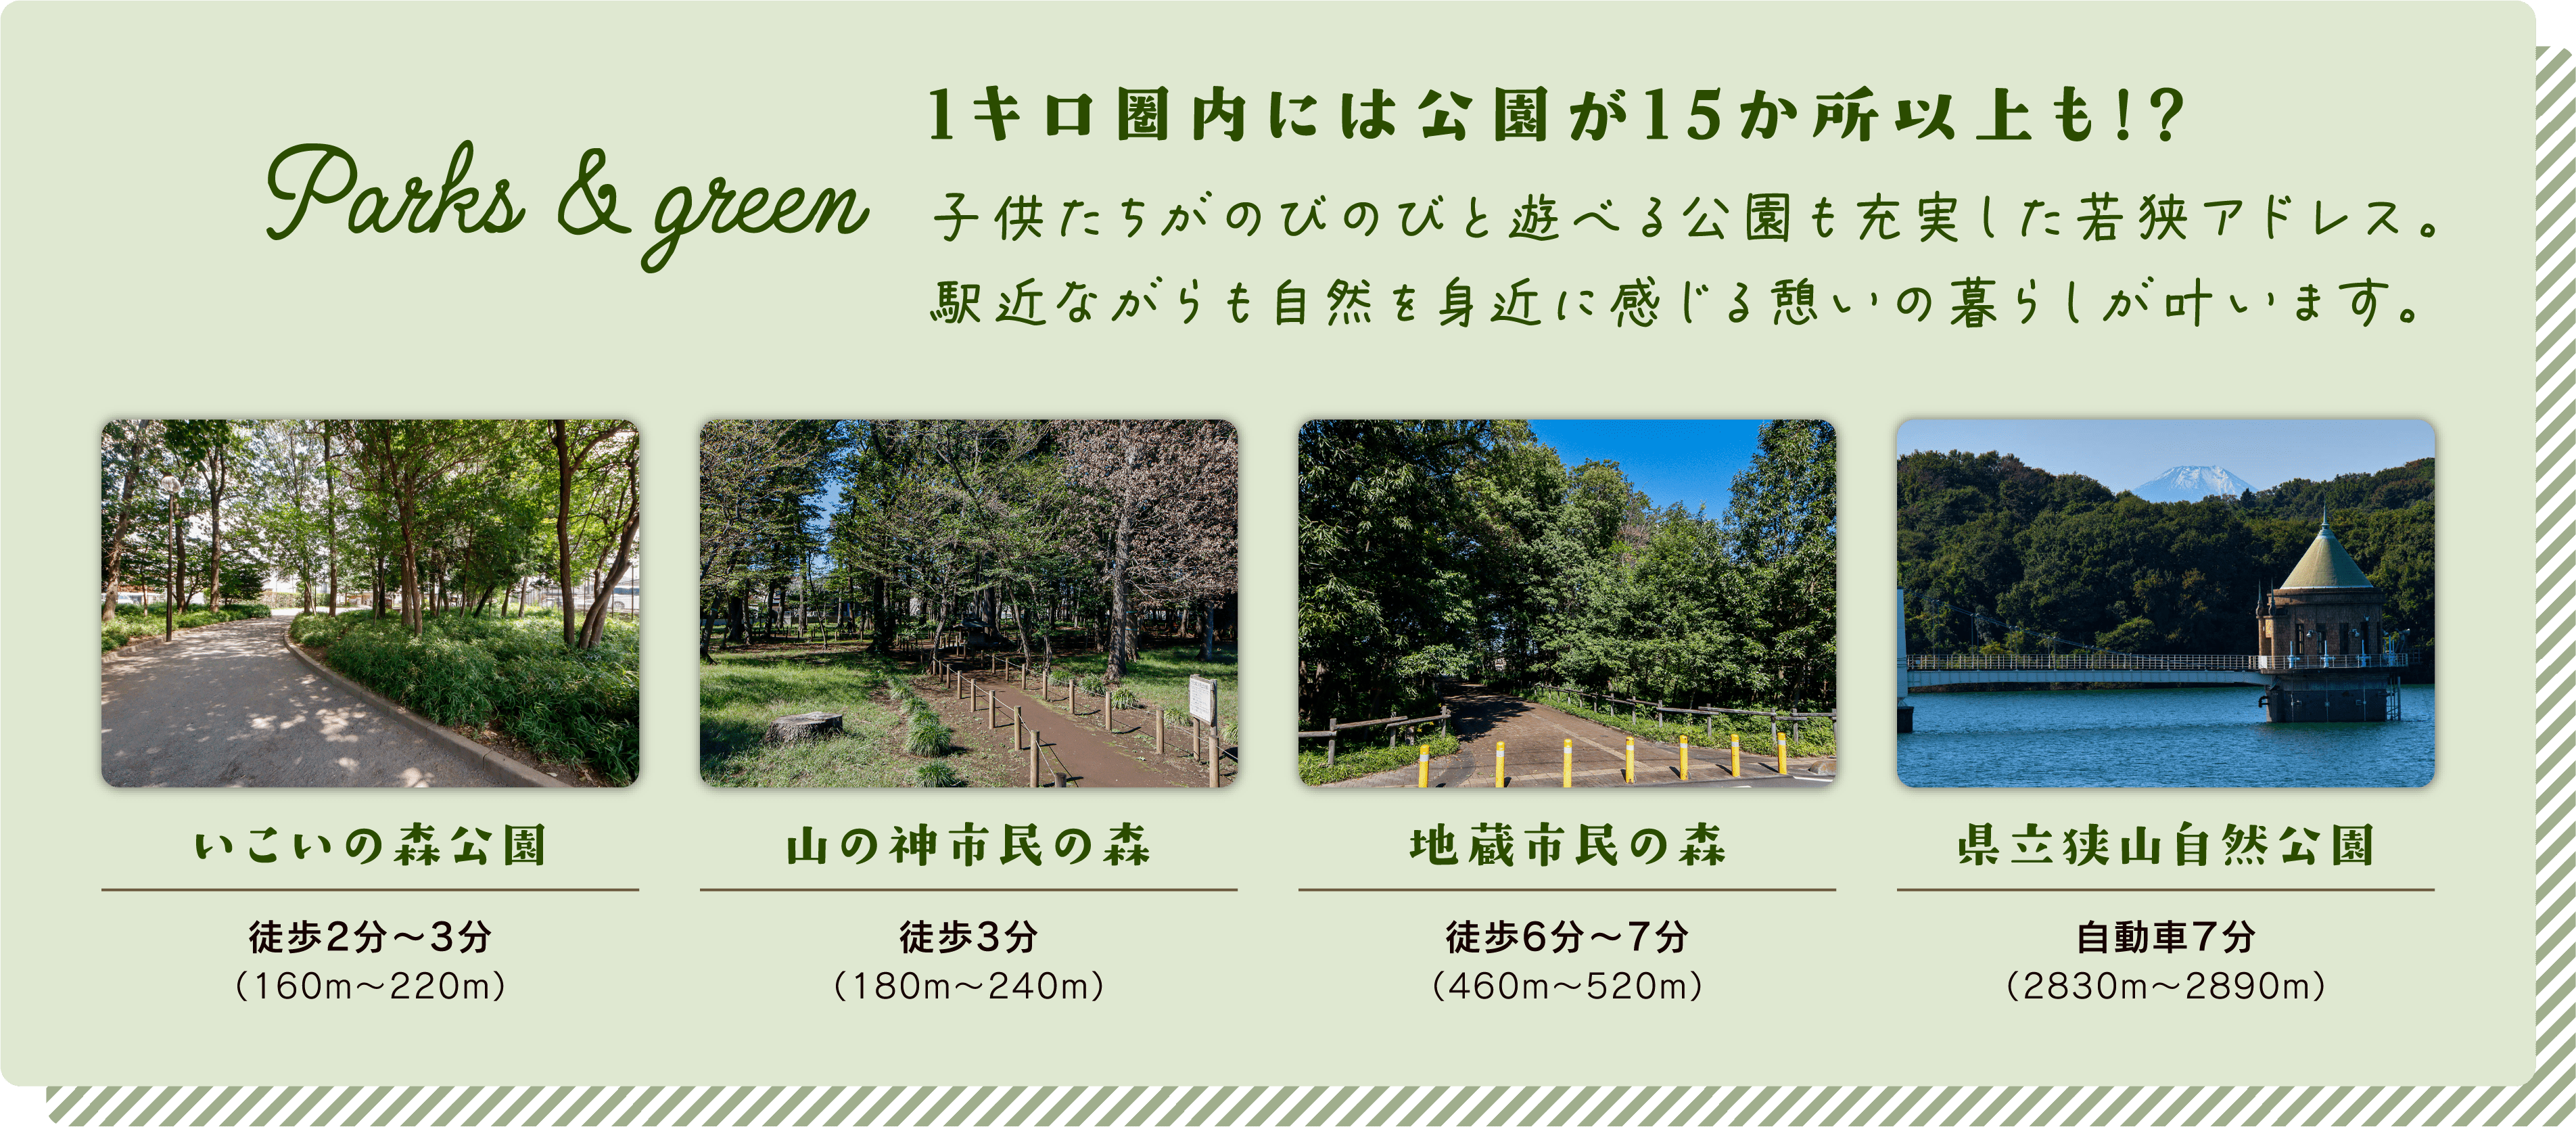 Parks & green
1キロ圏内には公園が15か所以上も!?
子供たちがのびのびと遊べる公園も充実した若狭アドレス。
駅近ながらも自然を身近に感じる憩いの暮らしが叶います。
いこいの森公園
徒歩2分～3分
（160m～220m）
山の神市民の森
徒歩3分
（180m～240m）
地蔵市民の森
徒歩6分～7分
（460m～520m）
県立狭山自然公園
自動車7分
（2830m～2890m）